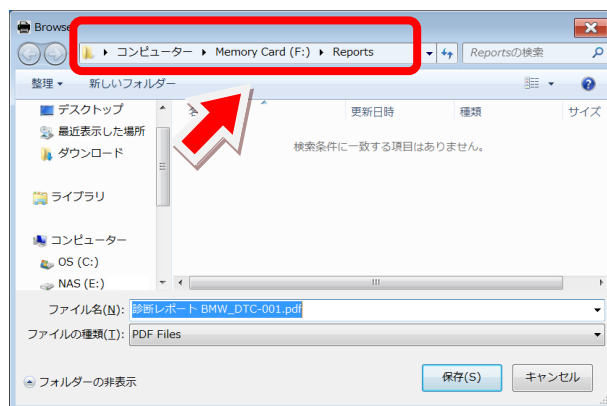 Browse
コンピューター ▸ Memory Card (F:) ▸ Reports
Reportsの検索
整理 新しいフォルダー
更新日時 種類 サイズ
検索条件に一致する項目はありません。
デスクトップ
最近表示した場所
ダウンロード
ライブラリ
コンピューター
OS (C:)
NAS (E:)
ファイル名(N): 診断レポート BMW_DTC-001.pdf
ファイルの種類(T): PDF Files
フォルダーの非表示
保存(S) キャンセル